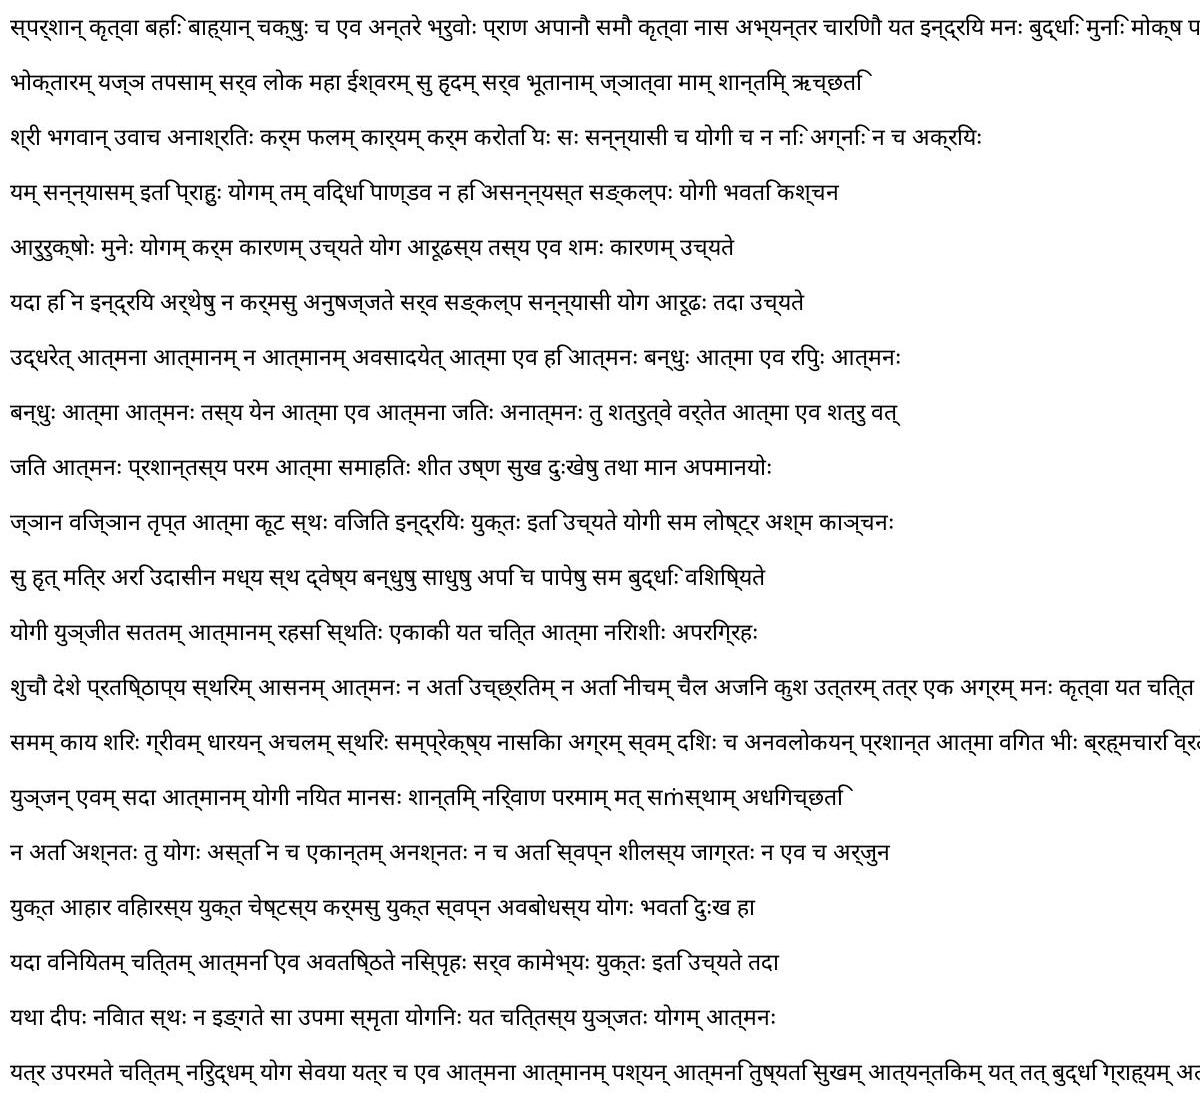 स्पर्शान् कृत्वा बहिः बाह्यान् चक्षुः च एव अन्तरे भ्रुवोः प्राण अपानौ समौ कृत्वा नास अभ्यन्तर चारिणौ यत इन्द्रिय मनः बुद्धिः मुनिः मोक्ष प
भोक्तारम् यज्ञ तपसाम् सर्व लोक महा ईश्वरम् सु हृदम् सर्व भूतानाम् ज्ञात्वा माम् शान्तिम् ऋच्छति
श्री भगवान् उवाच अनाश्रितः कर्म फलम् कार्यम् कर्म करोति यः सः सन्न्यासी च योगी च न निः अग्निः न च अक्रियः
यम् सन्न्यासम् इति प्राहुः योगम् तम् विद्धि पाण्डव न हि असन्न्यस्त सङ्कल्पः योगी भवति कश्चन
आरुरुक्षोः मुनेः योगम् कर्म कारणम् उच्यते योग आरूढस्य तस्य एव शमः कारणम् उच्यते
यदा हि न इन्द्रिय अर्थेषु न कर्मसु अनुषज्जते सर्व सङ्कल्प सन्न्यासी योग आरूढः तदा उच्यते
उद्धरेत् आत्मना आत्मानम् न आत्मानम् अवसादयेत् आत्मा एव हि आत्मनः बन्धुः आत्मा एव रिपुः आत्मनः
बन्धुः आत्मा आत्मनः तस्य येन आत्मा एव आत्मना जितः अनात्मनः तु शत्रुत्वे वर्तेत आत्मा एव शत्रु वत्
जित आत्मनः प्रशान्तस्य परम आत्मा समाहितः शीत उष्ण सुख दुःखेषु तथा मान अपमानयोः
ज्ञान विज्ञान तृप्त आत्मा कूट स्थः विजित इन्द्रियः युक्तः इति उच्यते योगी सम लोष्ट्र अश्म काञ्चनः
सु हृत् मित्र अरि उदासीन मध्य स्थ द्वेष्य बन्धुषु साधुषु अपि च पापेषु सम बुद्धिः विशिष्यते
योगी युञ्जीत सततम् आत्मानम् रहसि स्थितः एकाकी यत चित्त आत्मा निराशीः अपरिग्रहः
शुचौ देशे प्रतिष्ठाप्य स्थिरम् आसनम् आत्मनः न अति उच्छ्रितम् न अति नीचम् चैल अजिन कुश उत्तरम् तत्र एक अग्रम् मनः कृत्वा यत चित्त
समम् काय शिरः ग्रीवम् धारयन् अचलम् स्थिरः सम्प्रेक्ष्य नासिका अग्रम् स्वम् दिशः च अनवलोकयन् प्रशान्त आत्मा विगत भीः ब्रह्मचारि व्र
युञ्जन् एवम् सदा आत्मानम् योगी नियत मानसः शान्तिम् निर्वाण परमाम् मत् सṁस्थाम् अधिगच्छति
न अति अश्नतः तु योगः अस्ति न च एकान्तम् अनश्नतः न च अति स्वप्न शीलस्य जाग्रतः न एव च अर्जुन
युक्त आहार विहारस्य युक्त चेष्टस्य कर्मसु युक्त स्वप्न अवबोधस्य योगः भवति दुःख हा
यदा विनियतम् चित्तम् आत्मनि एव अवतिष्ठते निस्पृहः सर्व कामेभ्यः युक्तः इति उच्यते तदा
यथा दीपः निवात स्थः न इङ्गते सा उपमा स्मृता योगिनः यत चित्तस्य युञ्जतः योगम् आत्मनः
यत्र उपरमते चित्तम् निरुद्धम् योग सेवया यत्र च एव आत्मना आत्मानम् पश्यन् आत्मनि तुष्यति सुखम् आत्यन्तिकम् यत् तत् बुद्धि ग्राह्यम् अत